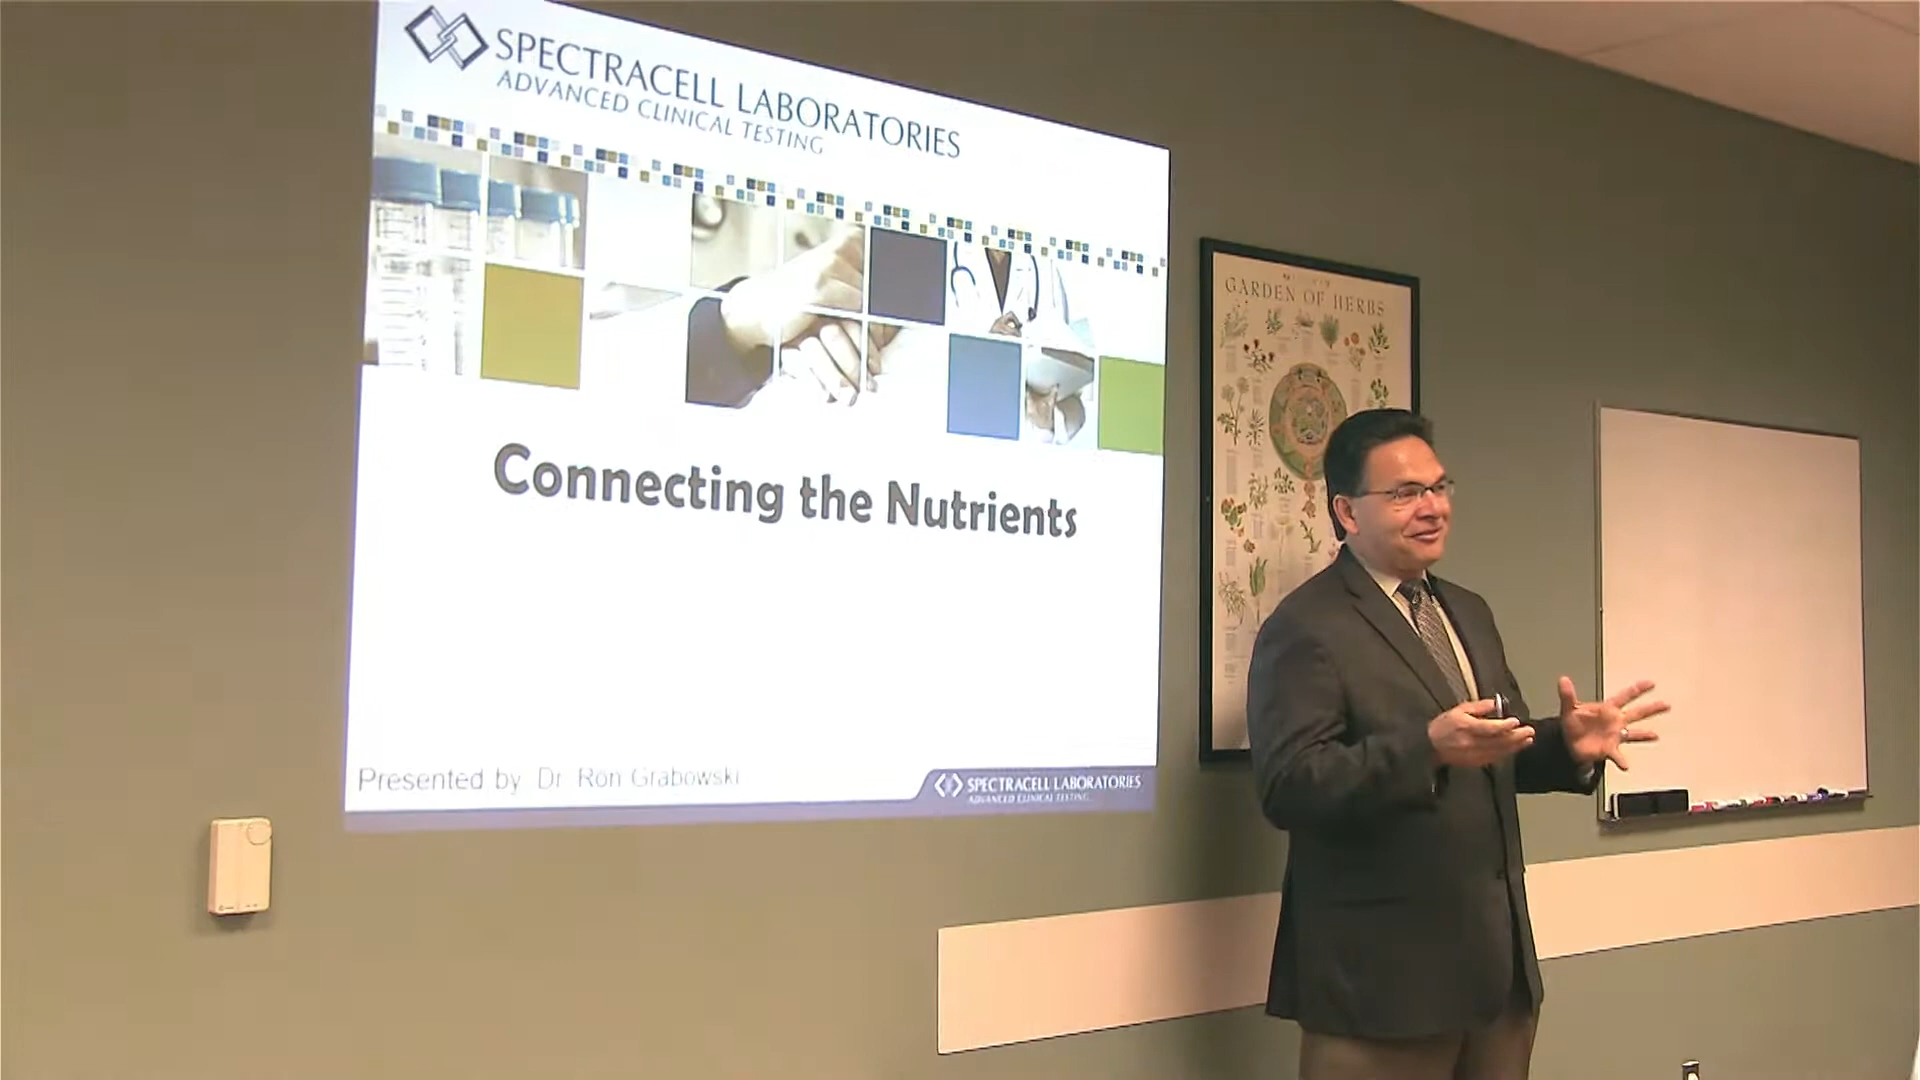 SPECTRACELL LABORATORIES
ADVANCED CLINICAL TESTING
Connecting the Nutrients
Presented by Dr Ron Grabowski
SPECTRACELL LABORATORIES
ADVANCED CLINICAL TESTING
GARDEN OF HERBS